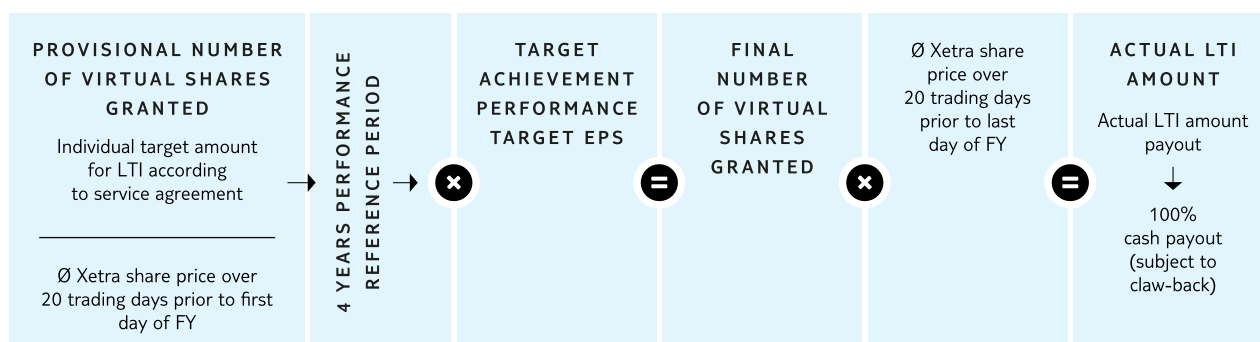 PROVISIONAL NUMBER
OF VIRTUAL SHARES
GRANTED
Individual target amount
for LTI according
to service agreement
Ø Xetra share price over
20 trading days prior to first
day of FY
4 YEARS PERFORMANCE
REFERENCE PERIOD
×
TARGET
ACHIEVEMENT
PERFORMANCE
TARGET EPS
=
FINAL
NUMBER
OF VIRTUAL
SHARES
GRANTED
×
Ø Xetra share
price over
20 trading days
prior to last
day of FY
=
ACTUAL LTI
AMOUNT
Actual LTI amount
payout
100%
cash payout
(subject to
claw-back)